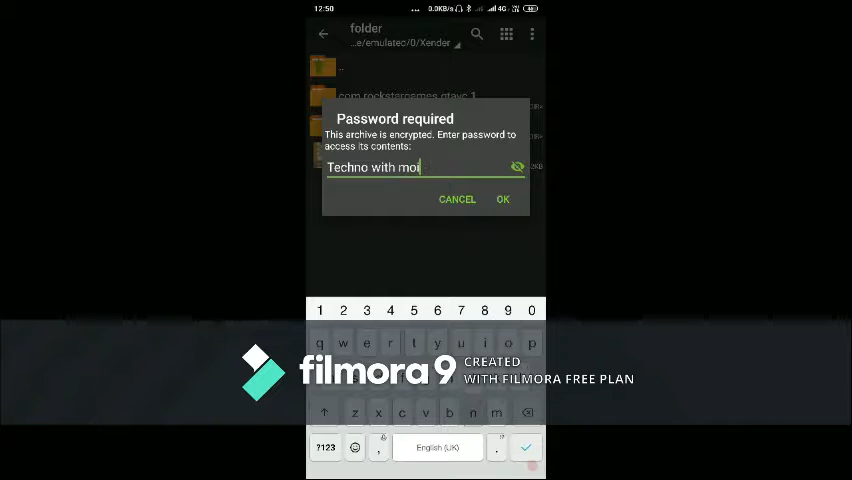 12:50
... 0.0KB/s 4G
folder
...e/emulated/0/Xender
..
com.rockstargames.gtavc 1
Password required
This archive is encrypted. Enter password to
access its contents:
Techno with moi
CANCEL OK
1 2 3 4 5 6 7 8 9 0
q w e r t y u i o p
filmora9 CREATED
WITH FILMORA FREE PLAN
z x c v b n m
?123 , English (UK) .